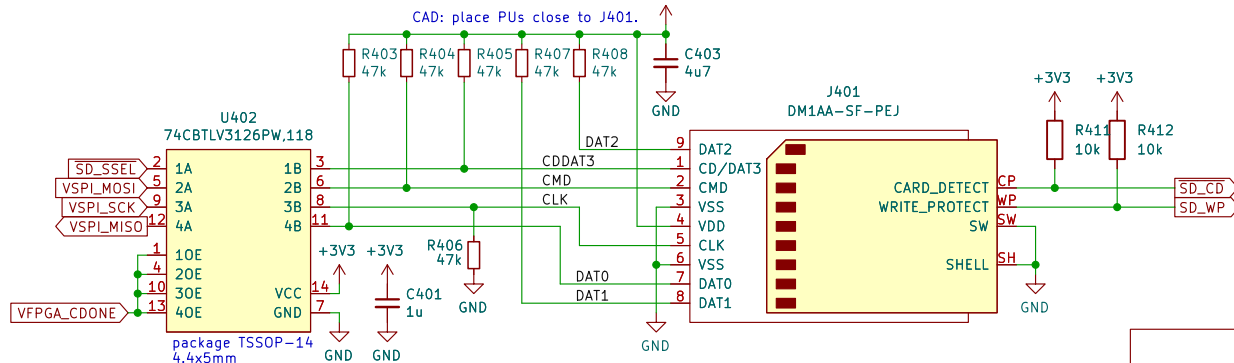 CAD: place PUs close to J401.
R403
47k
R404
47k
R405
47k
R407
47k
R408
47k
C403
4u7
GND
U402
74CBTLV3126PW,118
SD_SSEL
VSPI_MOSI
VSPI_SCK
VSPI_MISO
VFPGA_CDONE
2
5
9
12
1
4
10
13
1A
2A
3A
4A
1OE
2OE
3OE
4OE
1B
2B
3B
4B
VCC
GND
3
6
8
11
14
7
package TSSOP-14
4.4x5mm
+3V3
GND
+3V3
C401
1u
GND
R406
47k
GND
DAT2
CDDAT3
CMD
CLK
DAT0
DAT1
GND
J401
DM1AA-SF-PEJ
9 DAT2
1 CD/DAT3
2 CMD
3 VSS
4 VDD
5 CLK
6 VSS
7 DAT0
8 DAT1
CARD_DETECT CP
WRITE_PROTECT WP
SW SW
SHELL SH
+3V3
R411
10k
+3V3
R412
10k
SD_CD
SD_WP
GND